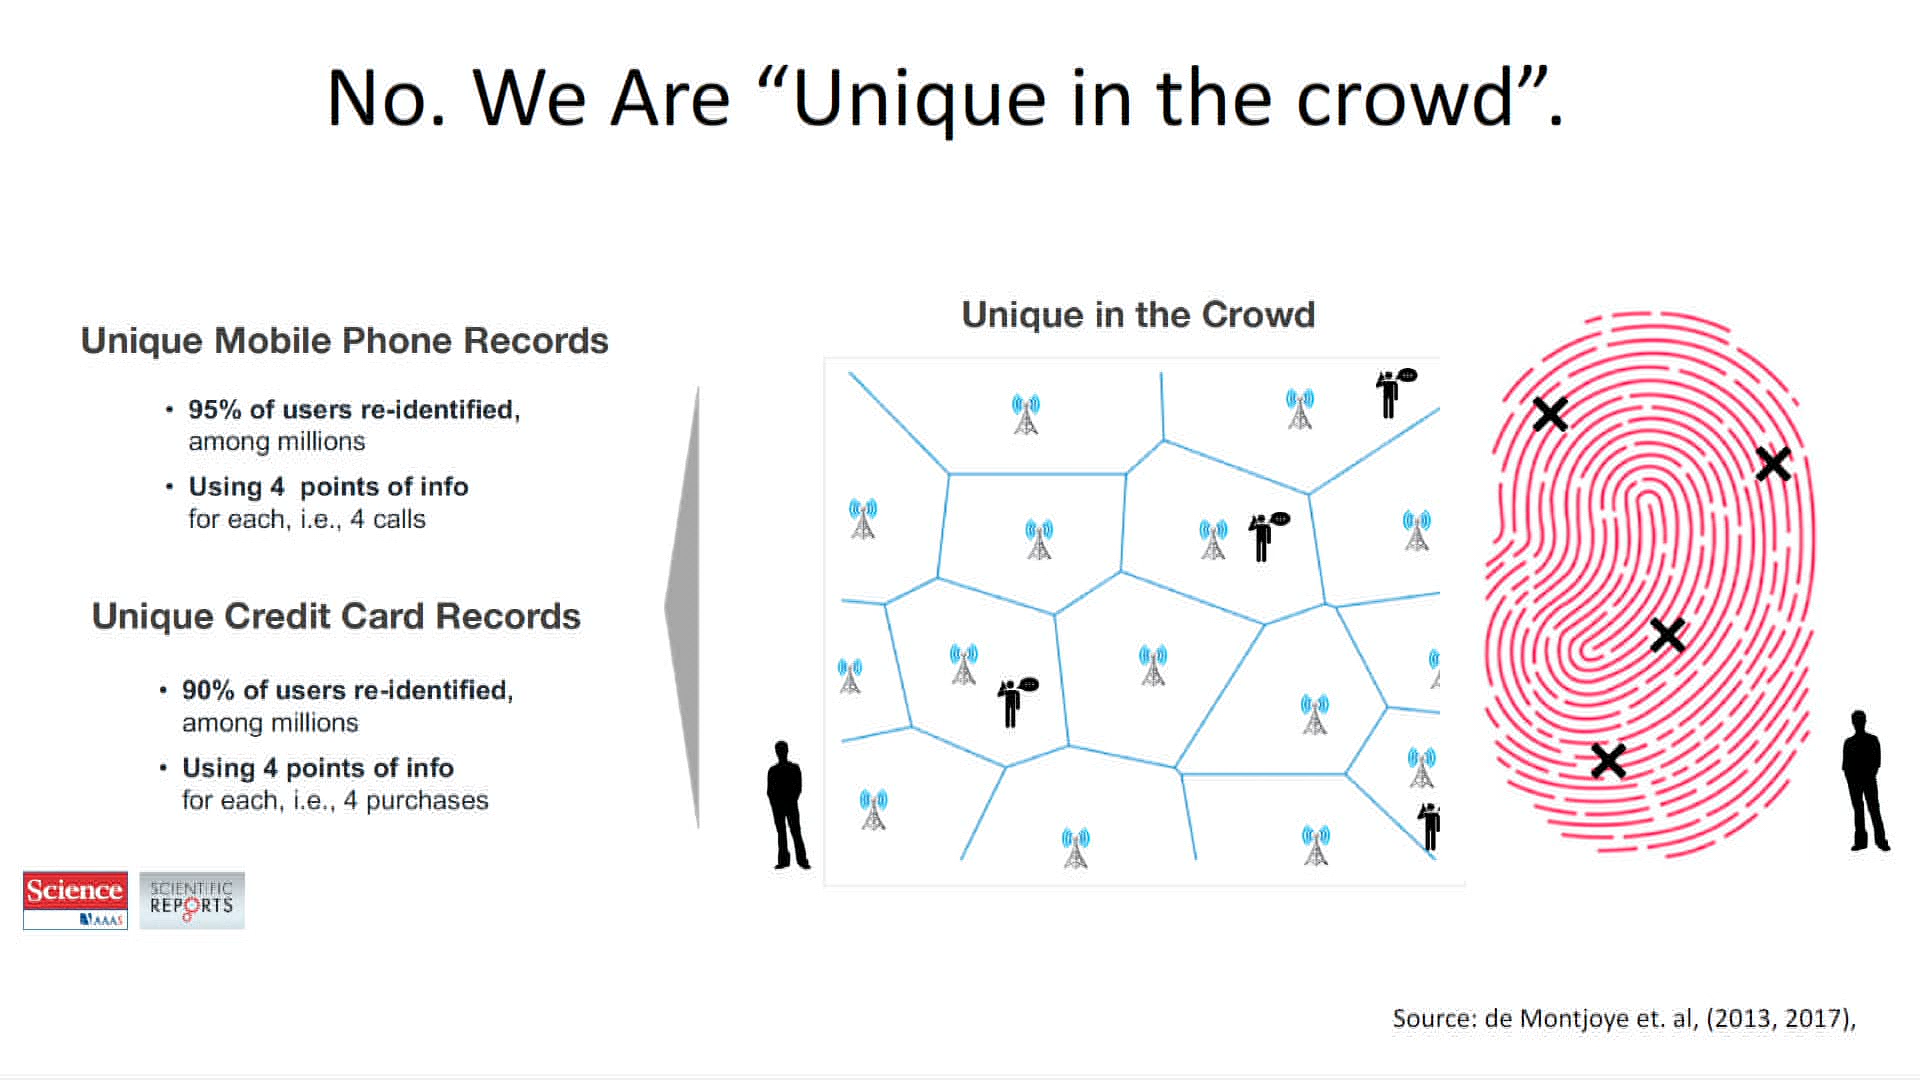 No. We Are “Unique in the crowd”.
Unique Mobile Phone Records
• 95% of users re-identified,
among millions
• Using 4 points of info
for each, i.e., 4 calls
Unique Credit Card Records
• 90% of users re-identified,
among millions
• Using 4 points of info
for each, i.e., 4 purchases
Unique in the Crowd
Science
AAAS
SCIENTIFIC
REPORTS
Source: de Montjoye et. al, (2013, 2017),